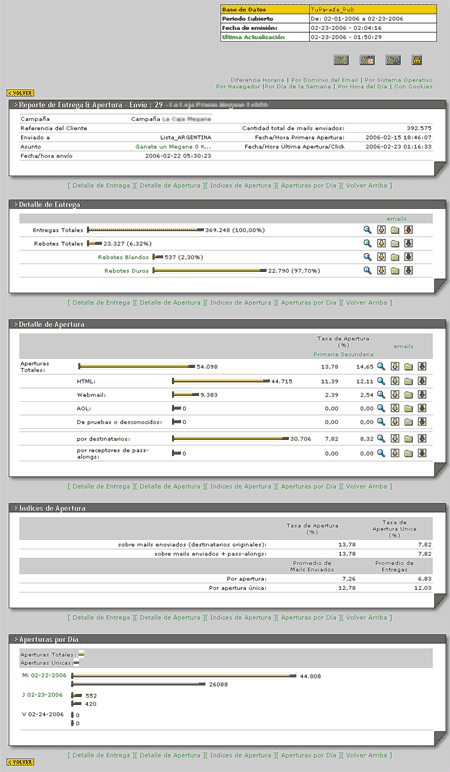 Base de Datos TuParada_Pub
Periodo Cubierto De: 02-01-2006 a 02-23-2006
Fecha de emisión: 02-23-2006 - 02:04:16
Ultima Actualización 02-23-2006 - 01:50:29
Diferencia Horaria | Por Dominio del Email | Por Sistema Operativo
Por Navegador |Por Día de la Semana | Por Hora del Día | Con Cookies
VOLVER
> Reporte de Entrega & Apertura - Envío : 29 -
Campaña Campaña La Caja Megane
Referencia del Cliente Cantidad total de mails enviados: 392.575
Enviado a Lista_ARGENTINA Fecha/Hora Primera Apertura: 2006-02-15 18:46:07
Asunto Ganate un Megane 0 K... Fecha/Hora Ultima Apertura/Click 2006-02-23 01:16:33
Fecha/hora envío 2006-02-22 05:30:23
[ Detalle de Entrega ][ Detalle de Apertura ][ Indices de Apertura ][ Aperturas por Día ][ Volver Arriba ]
> Detalle de Entrega
emails
Entregas Totales 369.248 (100,00%)
Rebotes Totales 23.327 (6,32%)
Rebotes Blandos 537 (2,30%)
Rebotes Duros 22.790 (97,70%)
[ Detalle de Entrega ][ Detalle de Apertura ][ Indices de Apertura ][ Aperturas por Día ][ Volver Arriba ]
> Detalle de Apertura
Tasa de Apertura
(%) emails
Primaria Secundaria
Aperturas
Totales: 54.098 13,78 14,65
HTML: 44.715 11,39 12,11
Webmail: 9.383 2,39 2,54
AOL: 0 0,00 0,00
De pruebas o desconocidos: 0 0,00 0,00
por destinatarios: 30.706 7,82 8,32
por receptores de pass-
alongs: 0 0,00 0,00
[ Detalle de Entrega ][ Detalle de Apertura ][ Indices de Apertura ][ Aperturas por Día ][ Volver Arriba ]
> Indices de Apertura
Tasa de Apertura
(%) Tasa de
Apertura Unica
(%)
sobre mails enoviados (destinatarios originales): 13,78 7,82
sobre mails enviados + pass-alongs: 13,78 7,82
Promedio de
Mails Enviados Promedio de
Entregas
Por apertura: 7,26 6,83
Por apertura única: 12,78 12,03
[ Detalle de Entrega ][ Detalle de Apertura ][ Indices de Apertura ][ Aperturas por Día ][ Volver Arriba ]
> Aperturas por Día
Aperturas Totales:
Aperturas Unicas:
Mi 02-22-2006 44.808
26088
J 02-23-2006 552
420
V 02-24-2006 0
0
[ Detalle de Entrega ][ Detalle de Apertura ][ Indices de Apertura ][ Aperturas por Día ][ Volver Arriba ]
VOLVER